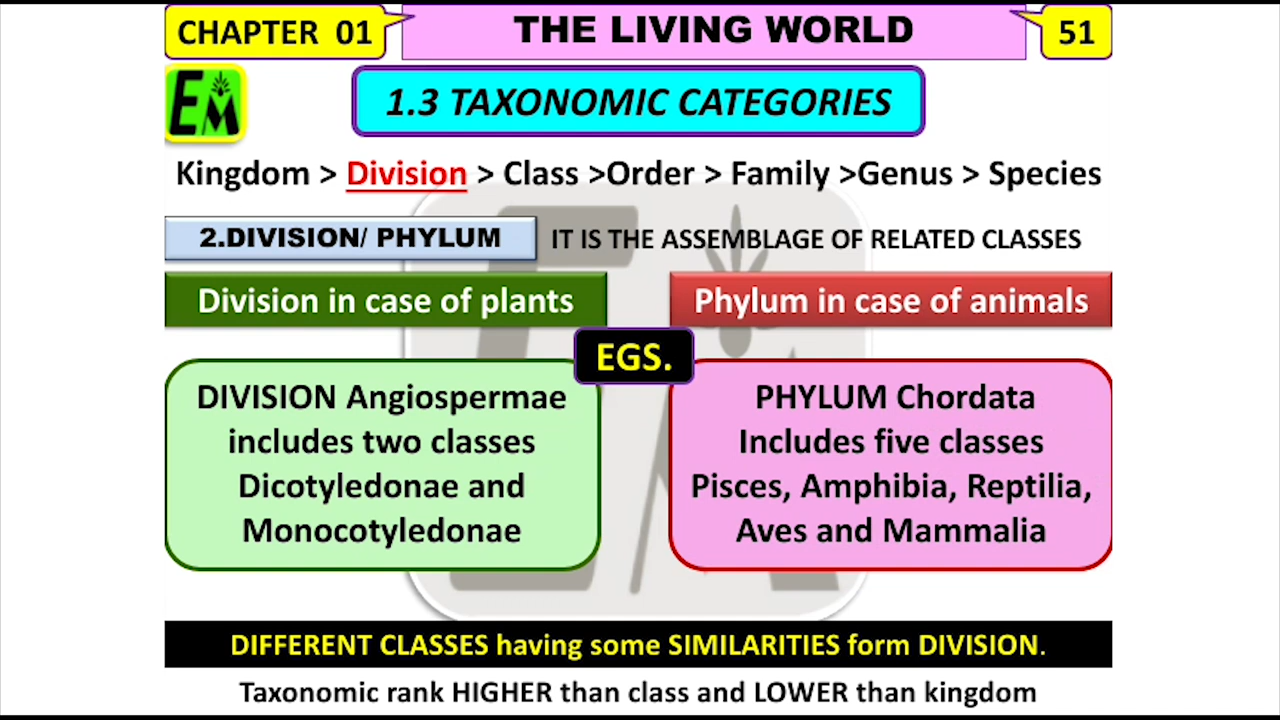 CHAPTER 01
THE LIVING WORLD
51
EM
1.3 TAXONOMIC CATEGORIES
Kingdom > Division > Class >Order > Family >Genus > Species
2.DIVISION/ PHYLUM
IT IS THE ASSEMBLAGE OF RELATED CLASSES
Division in case of plants
Phylum in case of animals
EGS.
DIVISION Angiospermae
includes two classes
Dicotyledonae and
Monocotyledonae
PHYLUM Chordata
Includes five classes
Pisces, Amphibia, Reptilia,
Aves and Mammalia
DIFFERENT CLASSES having some SIMILARITIES form DIVISION.
Taxonomic rank HIGHER than class and LOWER than kingdom